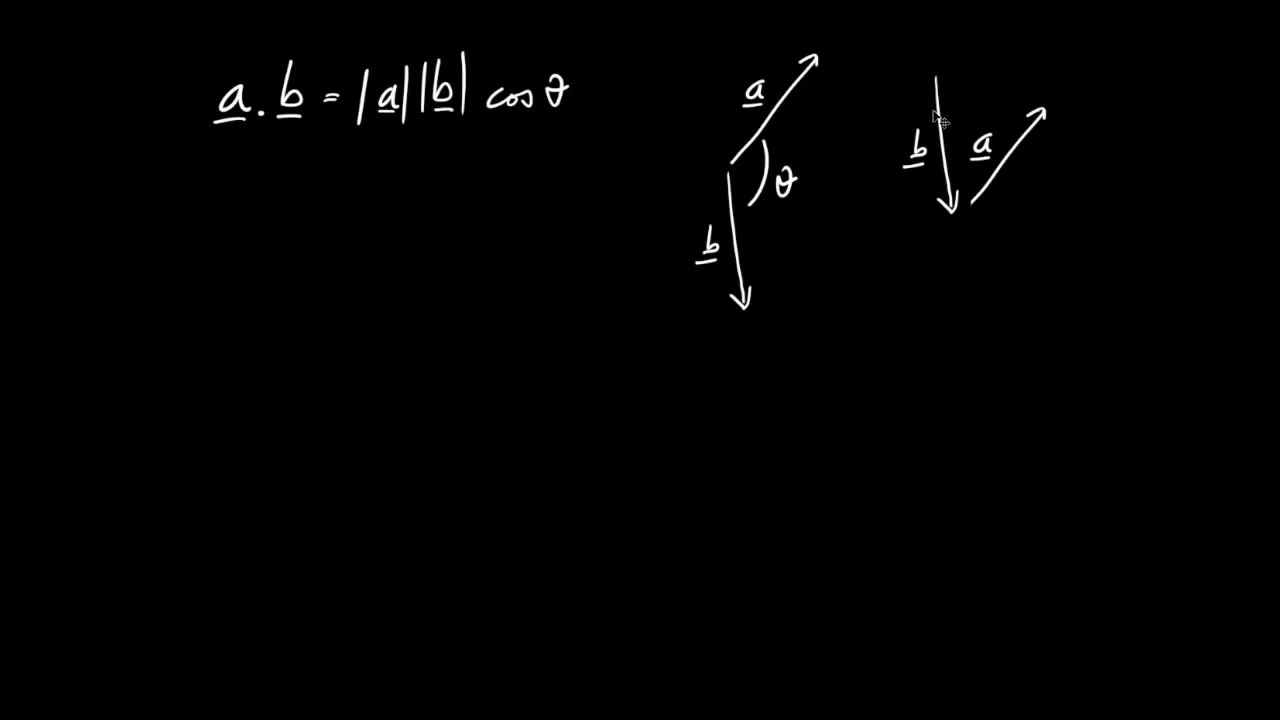 a . b = |a||b| cos θ
a
θ
b
b
a